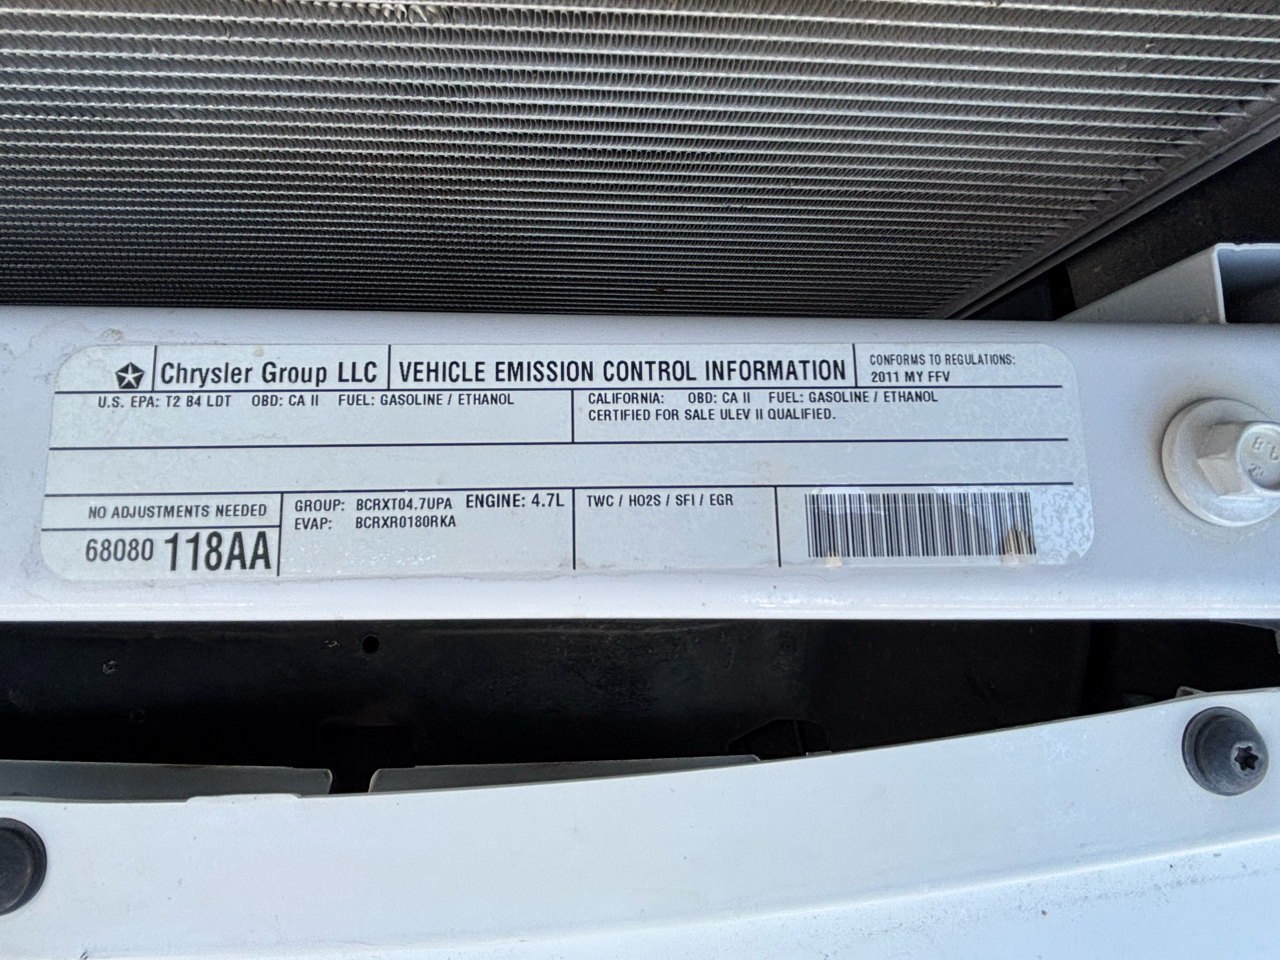 Chrysler Group LLC
VEHICLE EMISSION CONTROL INFORMATION
CONFORMS TO REGULATIONS:
2011 MY FFV
U.S. EPA: T2 B4 LDT OBD: CA II FUEL: GASOLINE / ETHANOL
CALIFORNIA: OBD: CA II FUEL: GASOLINE / ETHANOL
CERTIFIED FOR SALE ULEV II QUALIFIED.
NO ADJUSTMENTS NEEDED
68080 118AA
GROUP: BCRXT04.7UPA ENGINE: 4.7L
EVAP: BCRXR0180RKA
TWC / HO2S / SFI / EGR